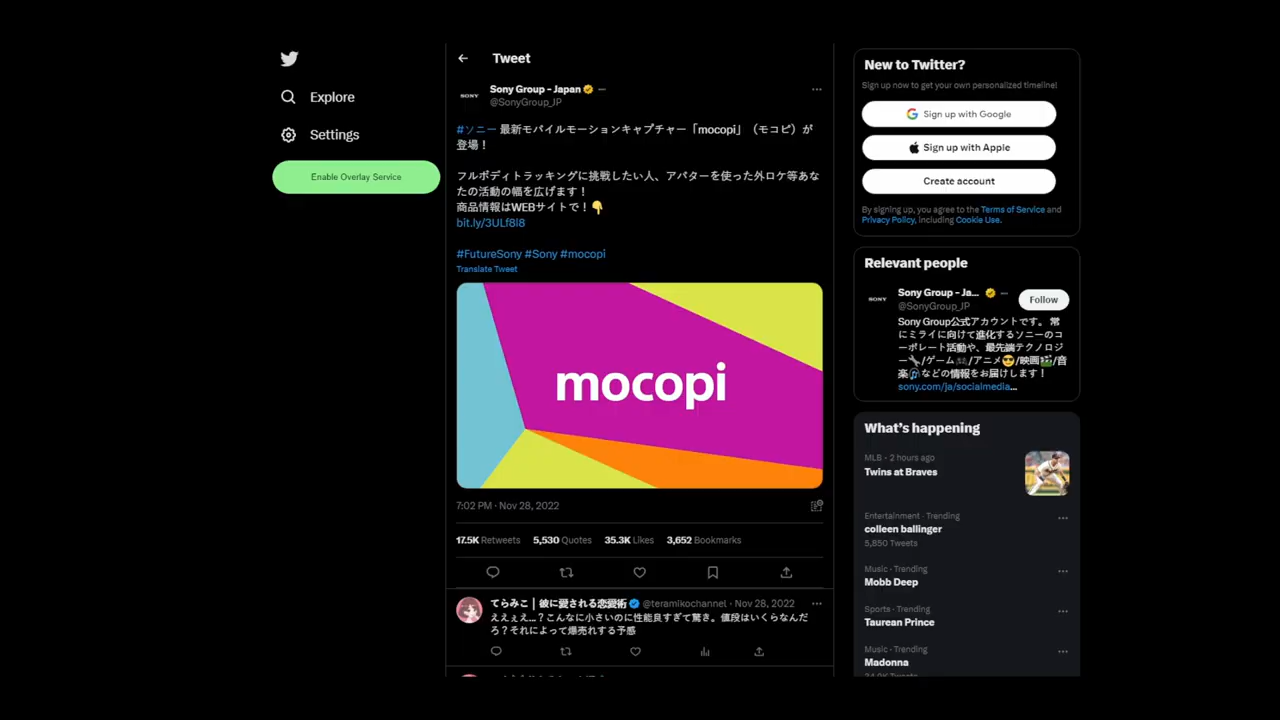 Explore
Settings
Enable Overlay Service
Tweet
SONY
Sony Group - Japan
@SonyGroup_JP
#ソニー 最新モバイルモーションキャプチャー「mocopi」（モコピ）が
登場！
フルボディトラッキングに挑戦したい人、アバターを使った外ロケ等あな
たの活動の幅を広げます！
商品情報はWEBサイトで！👇
bit.ly/3ULf8l8
#FutureSony #Sony #mocopi
Translate Tweet
mocopi
7:02 PM · Nov 28, 2022
17.5K Retweets 5,530 Quotes 35.3K Likes 3,652 Bookmarks
てらみこ | 彼に愛される恋愛術 @teramikochannel · Nov 28, 2022
えええぇ...？こんなに小さいのに性能良すぎて驚き。値段はいくらなんだ
ろ？それによって爆売れする予感
New to Twitter?
Sign up now to get your own personalized timeline!
Sign up with Google
Sign up with Apple
Create account
By signing up, you agree to the Terms of Service and
Privacy Policy, including Cookie Use.
Relevant people
SONY
Sony Group - Ja...
@SonyGroup_JP
Follow
Sony Group公式アカウントです。 常
にミライに向けて進化するソニーのコ
ーポレート活動や、最先端テクノロジ
ー🔧/ゲーム🎮/アニメ😎/映画🎬/音
楽🎧などの情報をお届けします！
sony.com/ja/socialmedia...
What's happening
MLB · 2 hours ago
Twins at Braves
Entertainment · Trending
colleen ballinger
5,850 Tweets
Music · Trending
Mobb Deep
Sports · Trending
Taurean Prince
Music · Trending
Madonna